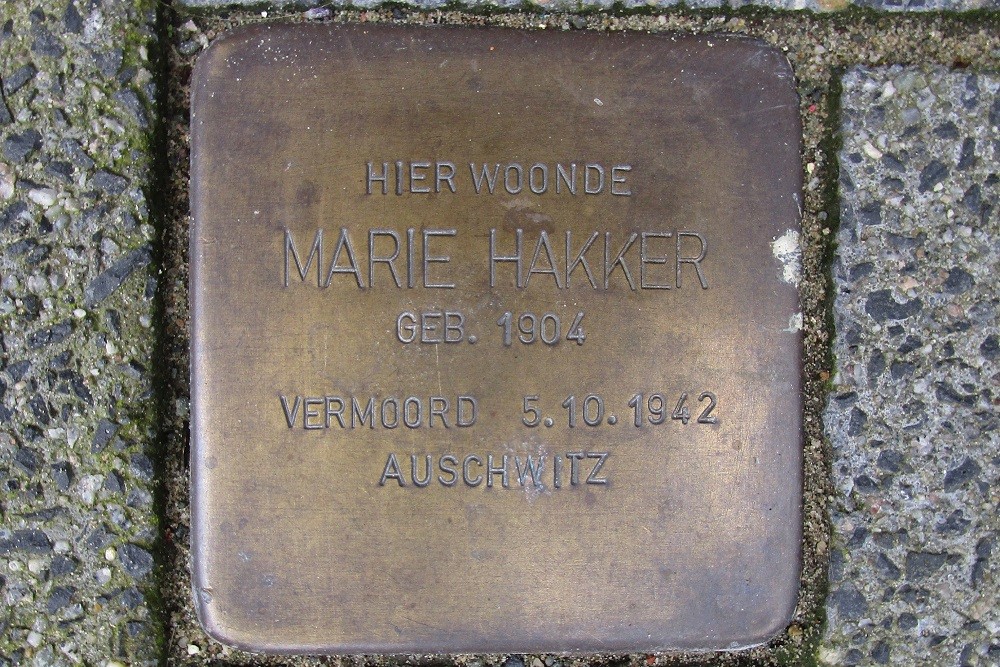 HIER WOONDE
MARIE HAKKER
GEB. 1904
VERMOORD 5.10.1942
AUSCHWITZ